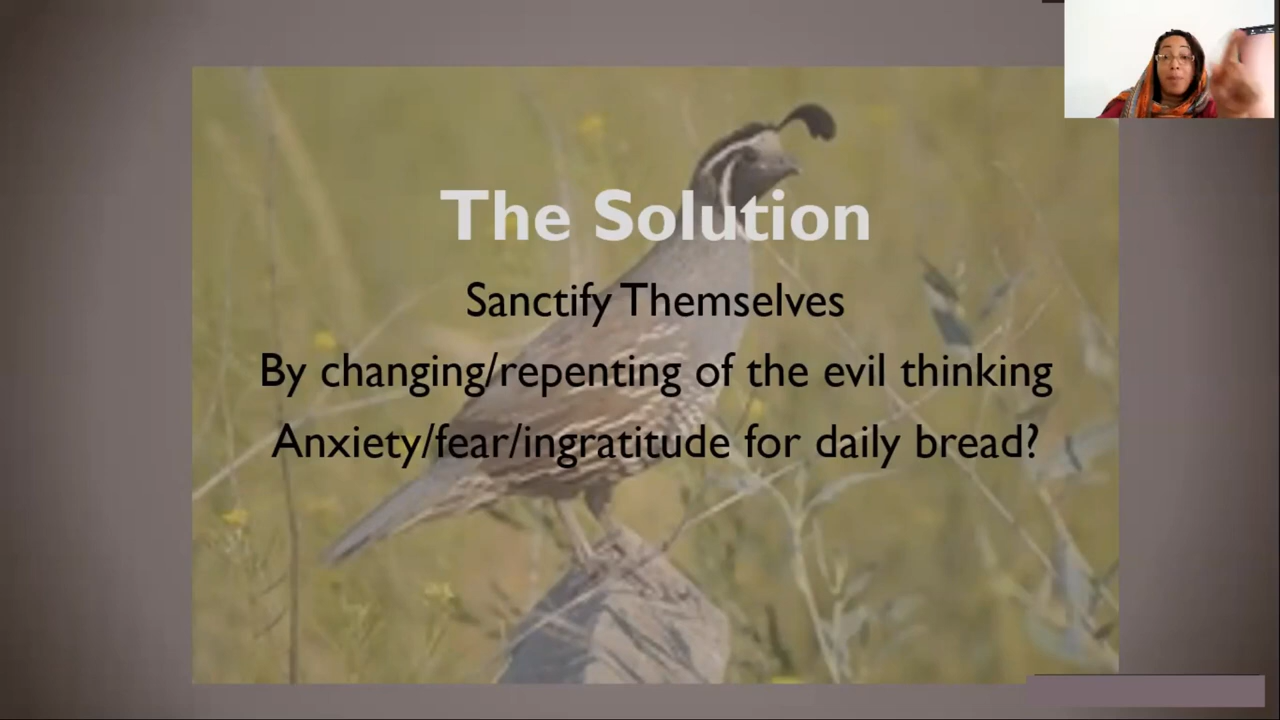 The Solution
Sanctify Themselves
By changing/repenting of the evil thinking
Anxiety/fear/ingratitude for daily bread?